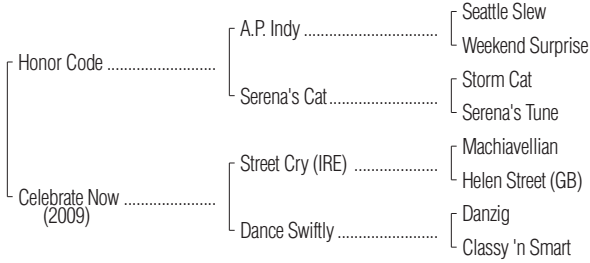 Seattle Slew
A.P. Indy ........................................
Weekend Surprise
Honor Code ................................
Storm Cat
Serena's Cat................................
Serena's Tune
Machiavellian
Street Cry (IRE) ........................
Helen Street (GB)
Celebrate Now ...........................
(2009)
Danzig
Dance Swiftly .............................
Classy 'n Smart